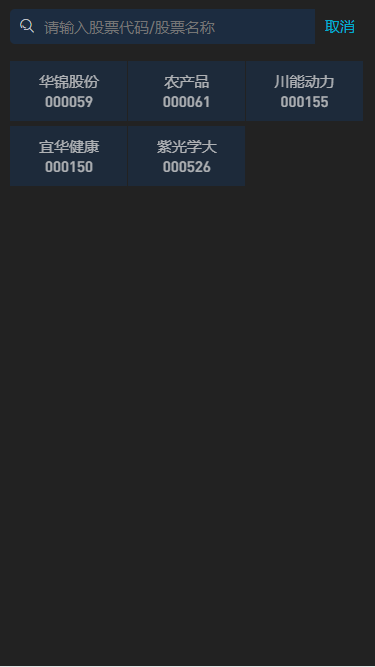 请输入股票代码/股票名称 取消
华锦股份 农产品 川能动力
000059 000061 000155
宜华健康 紫光学大
000150 000526